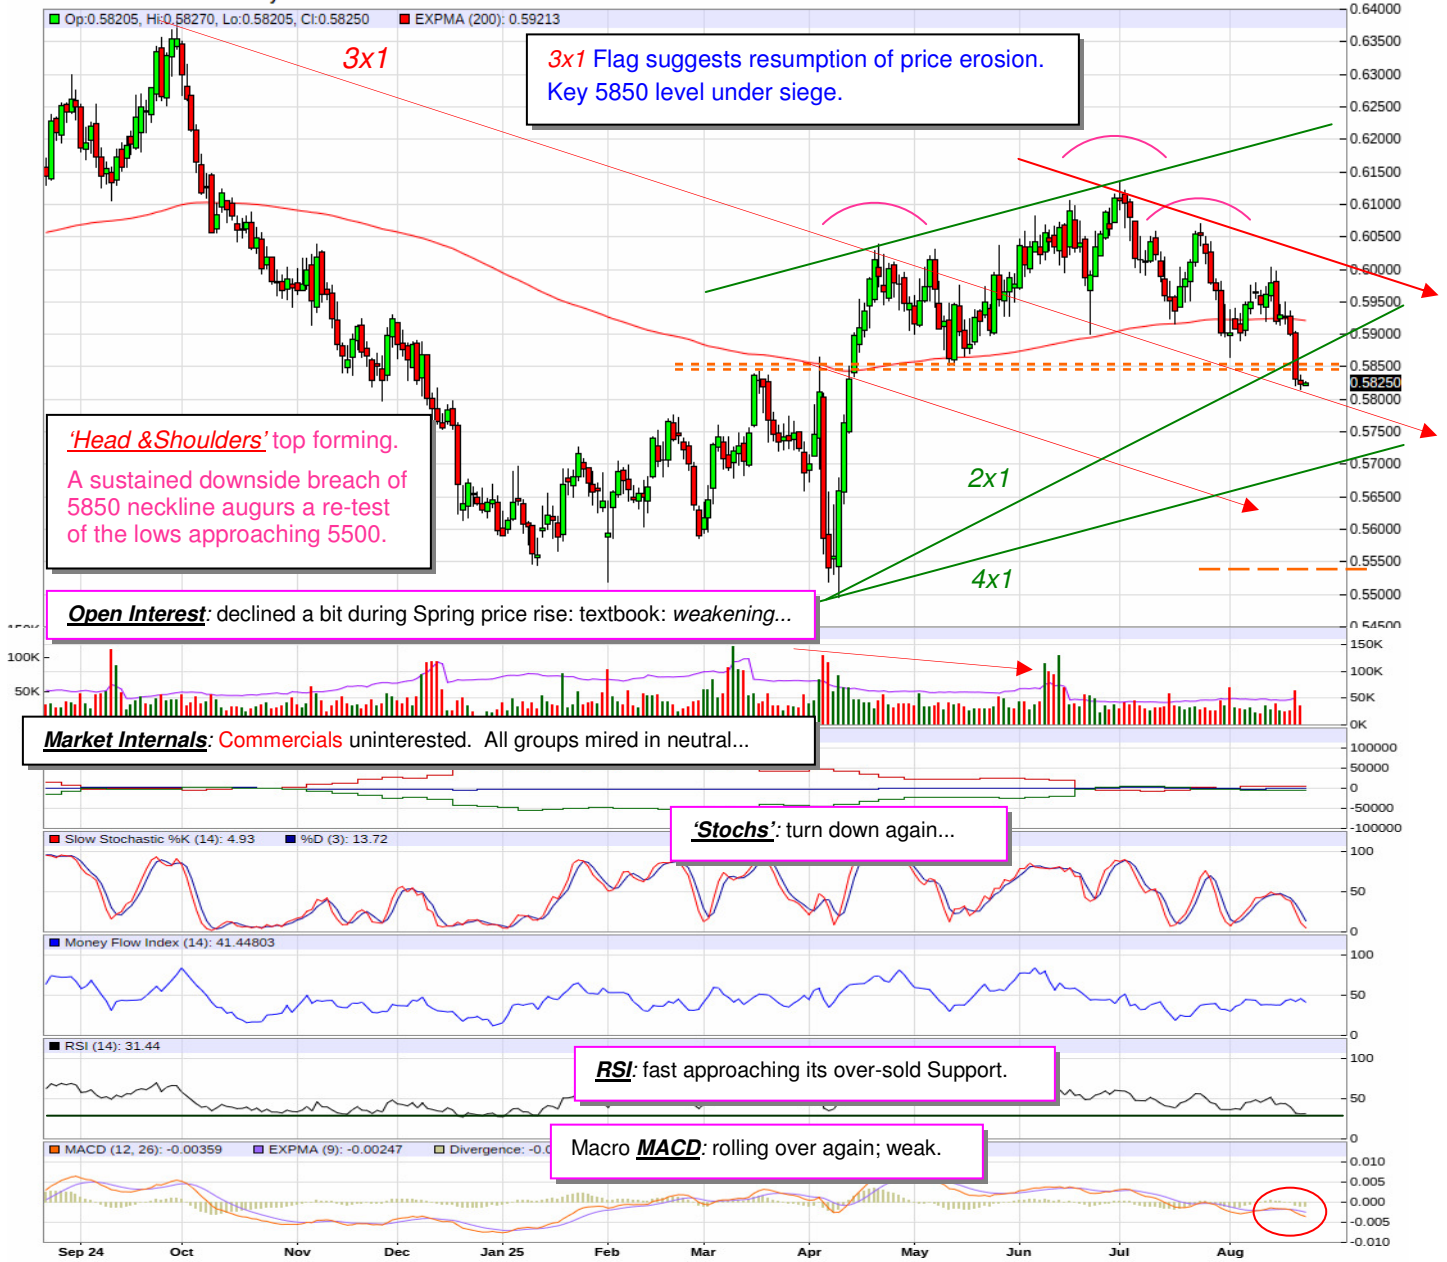 Op:0.58205, Hi:0.58270, Lo:0.58205, Cl:0.58250 EXPMA (200): 0.59213
0.64000
0.63500
0.63000
0.62500
0.62000
0.61500
0.61000
0.60500
0.60000
0.59500
0.59000
0.58500
0.58250
0.58000
0.57500
0.57000
0.56500
0.56000
0.55500
0.55000
0.54500
3x1
3x1 Flag suggests resumption of price erosion.
Key 5850 level under siege.
‘Head &Shoulders’ top forming.
A sustained downside breach of
5850 neckline augurs a re-test
of the lows approaching 5500.
2x1
4x1
Open Interest: declined a bit during Spring price rise: textbook: weakening...
150K
100K
50K
150K
100K
50K
0K
Market Internals: Commercials uninterested. All groups mired in neutral...
100000
50000
0
-50000
-100000
‘Stochs’: turn down again...
Slow Stochastic %K (14): 4.93 %D (3): 13.72
100
50
0
Money Flow Index (14): 41.44803
100
50
0
RSI (14): 31.44
100
50
0
RSI: fast approaching its over-sold Support.
Macro MACD: rolling over again; weak.
MACD (12, 26): -0.00359 EXPMA (9): -0.00247 Divergence:
0.010
0.005
0.000
-0.005
-0.010
Sep 24 Oct Nov Dec Jan 25 Feb Mar Apr May Jun Jul Aug